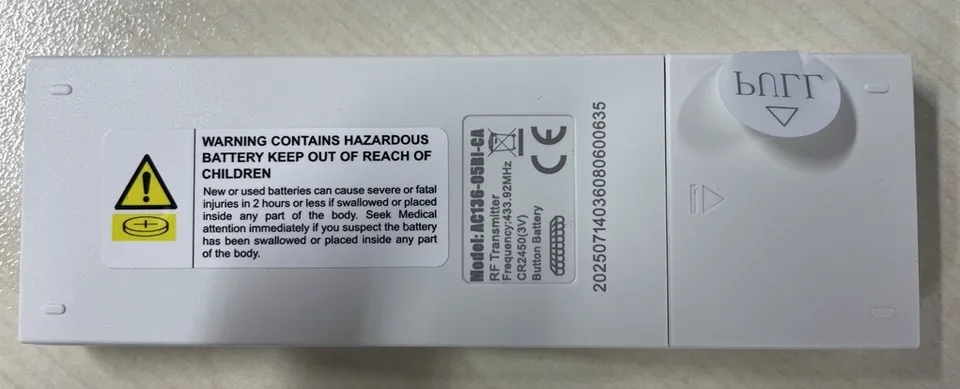 WARNING CONTAINS HAZARDOUS
BATTERY KEEP OUT OF REACH OF
CHILDREN
New or used batteries can cause severe or fatal
injuries in 2 hours or less if swallowed or placed
inside any part of the body. Seek Medical
attention immediately if you suspect the battery
has been swallowed or placed inside any part
of the body.
Model: AC136-05Bi-CA
RF Transmitter
Frequency:433.92MHz
CR2450(3V)
Button Battery
CE
20250714036080600635
PULL